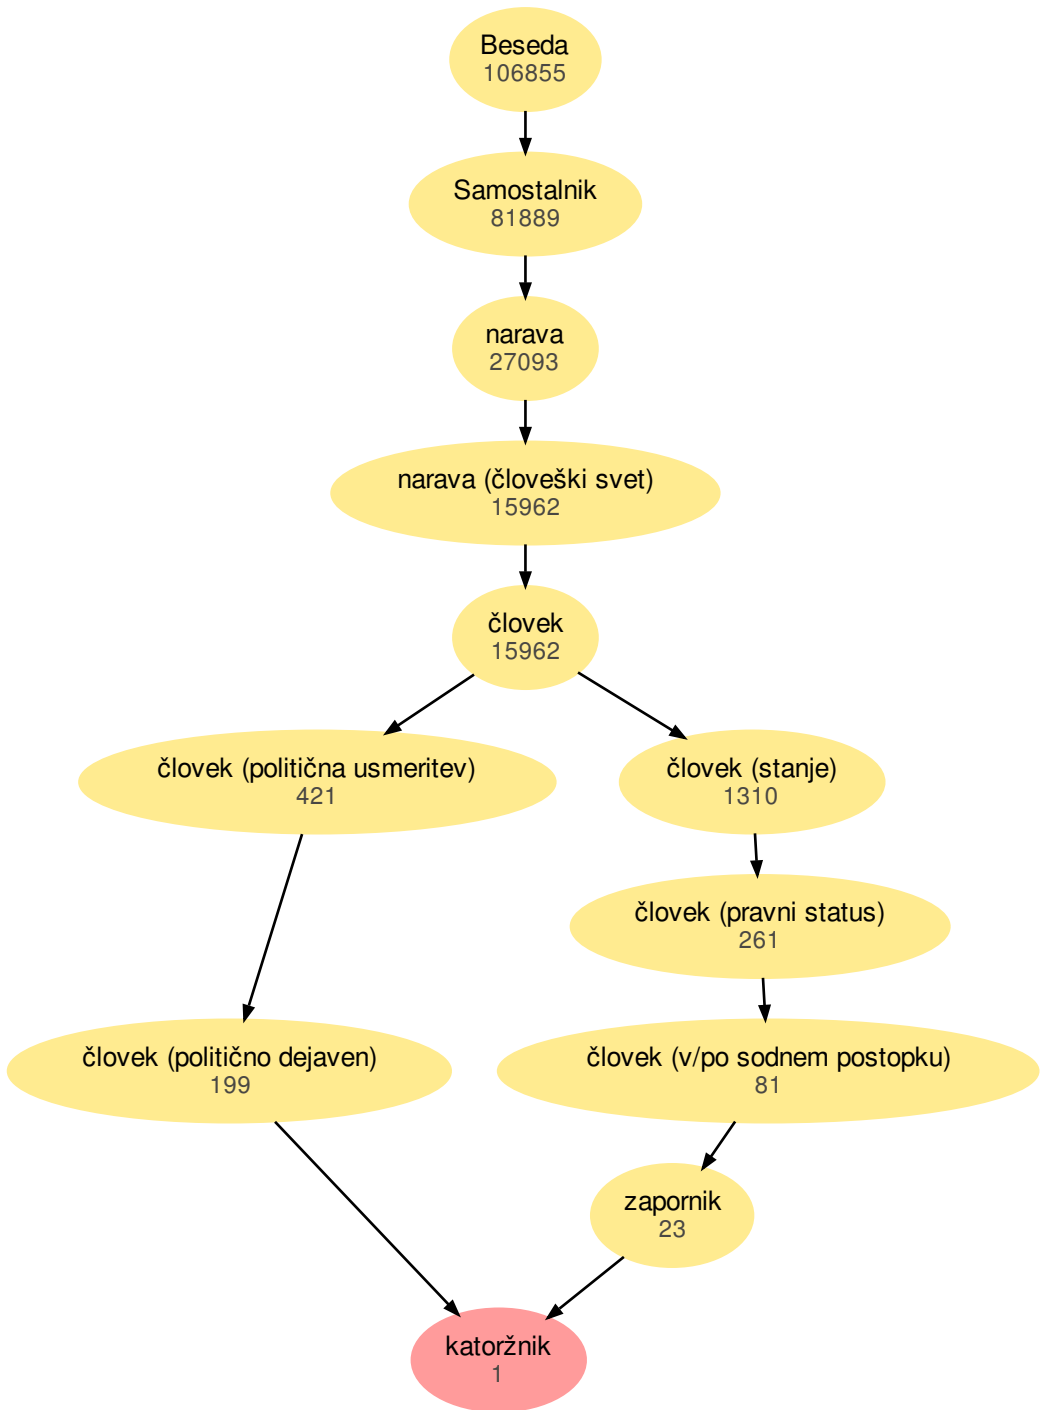 Beseda
106855
Samostalnik
81889
narava
27093
narava (človeški svet)
15962
človek
15962
človek (politična usmeritev)
421
človek (stanje)
1310
človek (pravni status)
261
človek (politično dejaven)
199
človek (v/po sodnem postopku)
81
zapornik
23
katoržnik
1